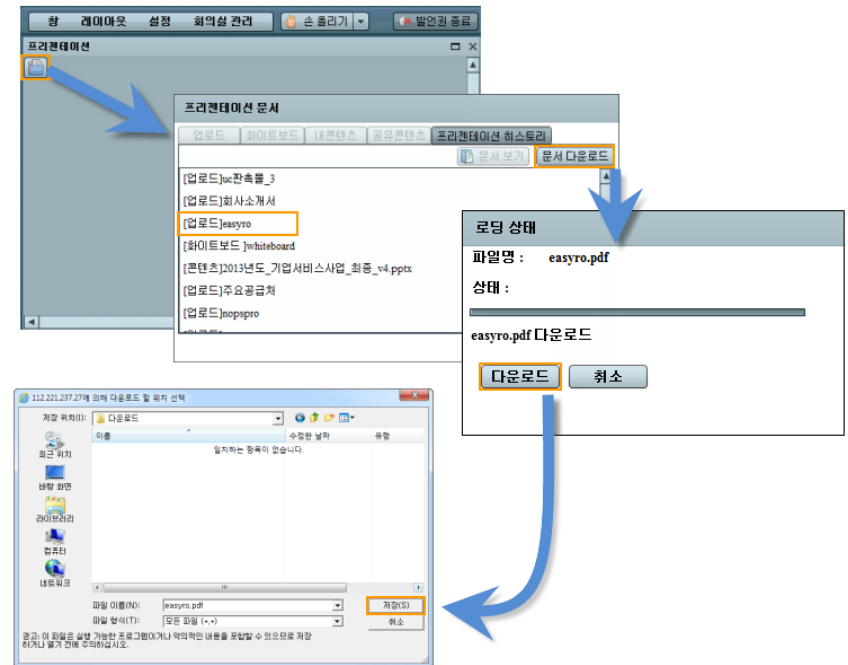 창 레이아웃 설정 회의실 관리 손 올리기 발언권 종료
프리젠테이션
프리젠테이션 문서
업로드 화이트보드 내콘텐츠 공유콘텐츠 프리젠테이션 히스토리
문서 보기 문서 다운로드
[업로드]uc판촉물_3
[업로드]회사소개서
[업로드]easyro
[화이트보드 ]whiteboard
[콘텐츠]2013년도_기업서비스사업_최종_v4.pptx
[업로드]주요공급처
[업로드]nopspro
로딩 상태
파일명 : easyro.pdf
상태 :
easyro.pdf 다운로드
다운로드 취소
112.221.237.27에 의해 다운로드 할 위치 선택
저장 위치(I): 다운로드
이름 수정한 날짜 유형
일치하는 항목이 없습니다.
최근 위치
바탕 화면
라이브러리
컴퓨터
네트워크
파일 이름(N): easyro.pdf 저장(S)
파일 형식(T): 모든 파일 (*.*) 취소
경고: 이 파일은 실행 가능한 프로그램이거나 악의적인 내용을 포함할 수 있으므로 저장
하거나 열기 전에 주의하십시오.